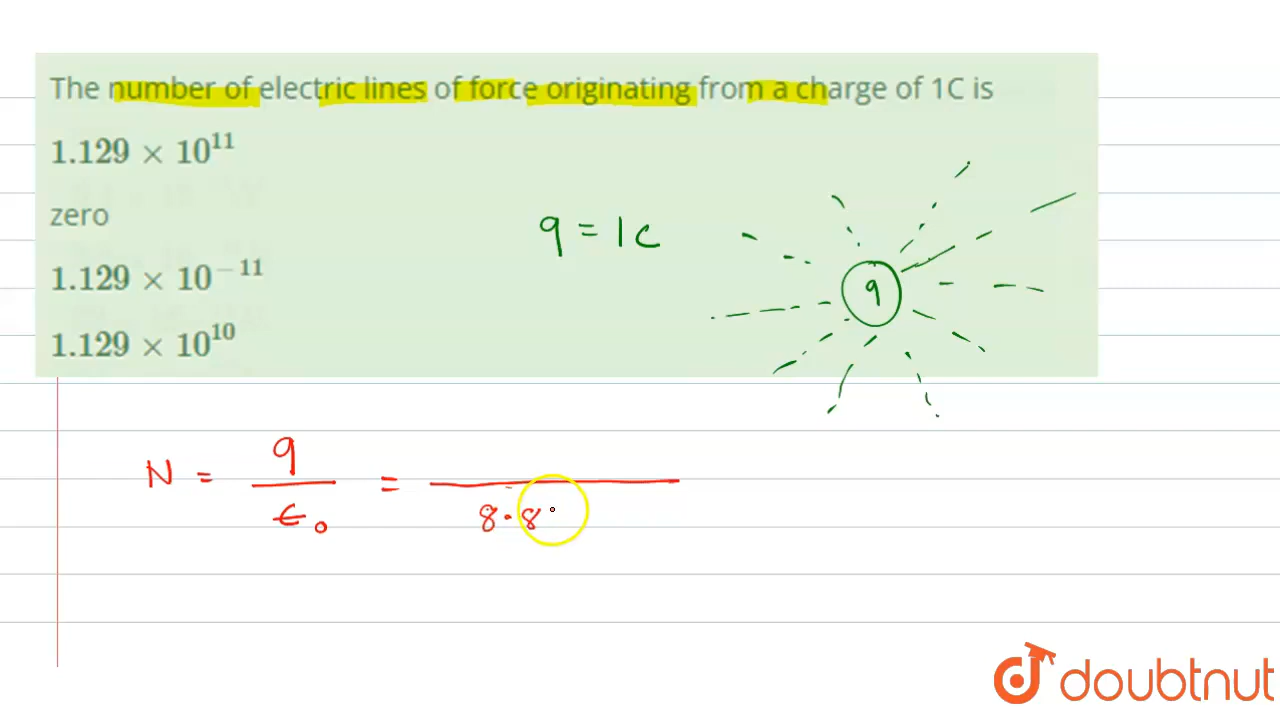 The number of electric lines of force originating from a charge of 1C is
1.129 × 10^11
zero
1.129 × 10^−11
1.129 × 10^10
q = 1C
q
N = q / ϵ₀ = / 8.8
doubtnut